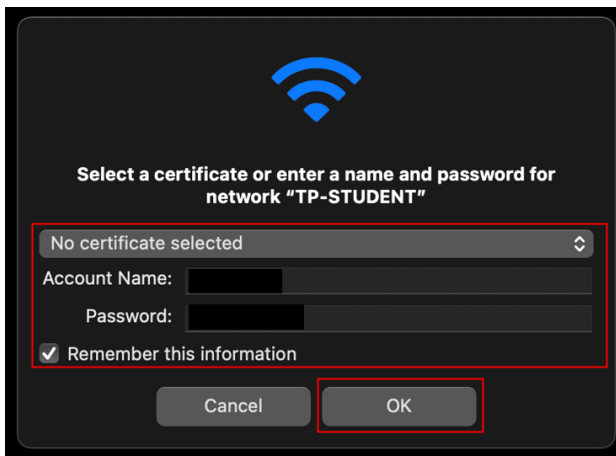 Select a certificate or enter a name and password for
network “TP-STUDENT”
No certificate selected
Account Name:
Password:
Remember this information
Cancel
OK